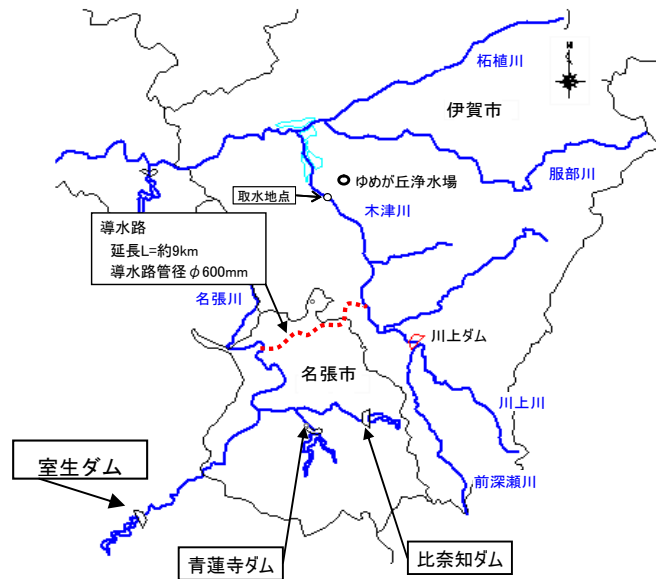 柘植川
N
伊賀市
服部川
ゆめが丘浄水場
取水地点
木津川
導水路
延長L=約9km
導水路管径φ600mm
名張川
川上ダム
名張市
川上川
室生ダム
前深瀬川
青蓮寺ダム
比奈知ダム